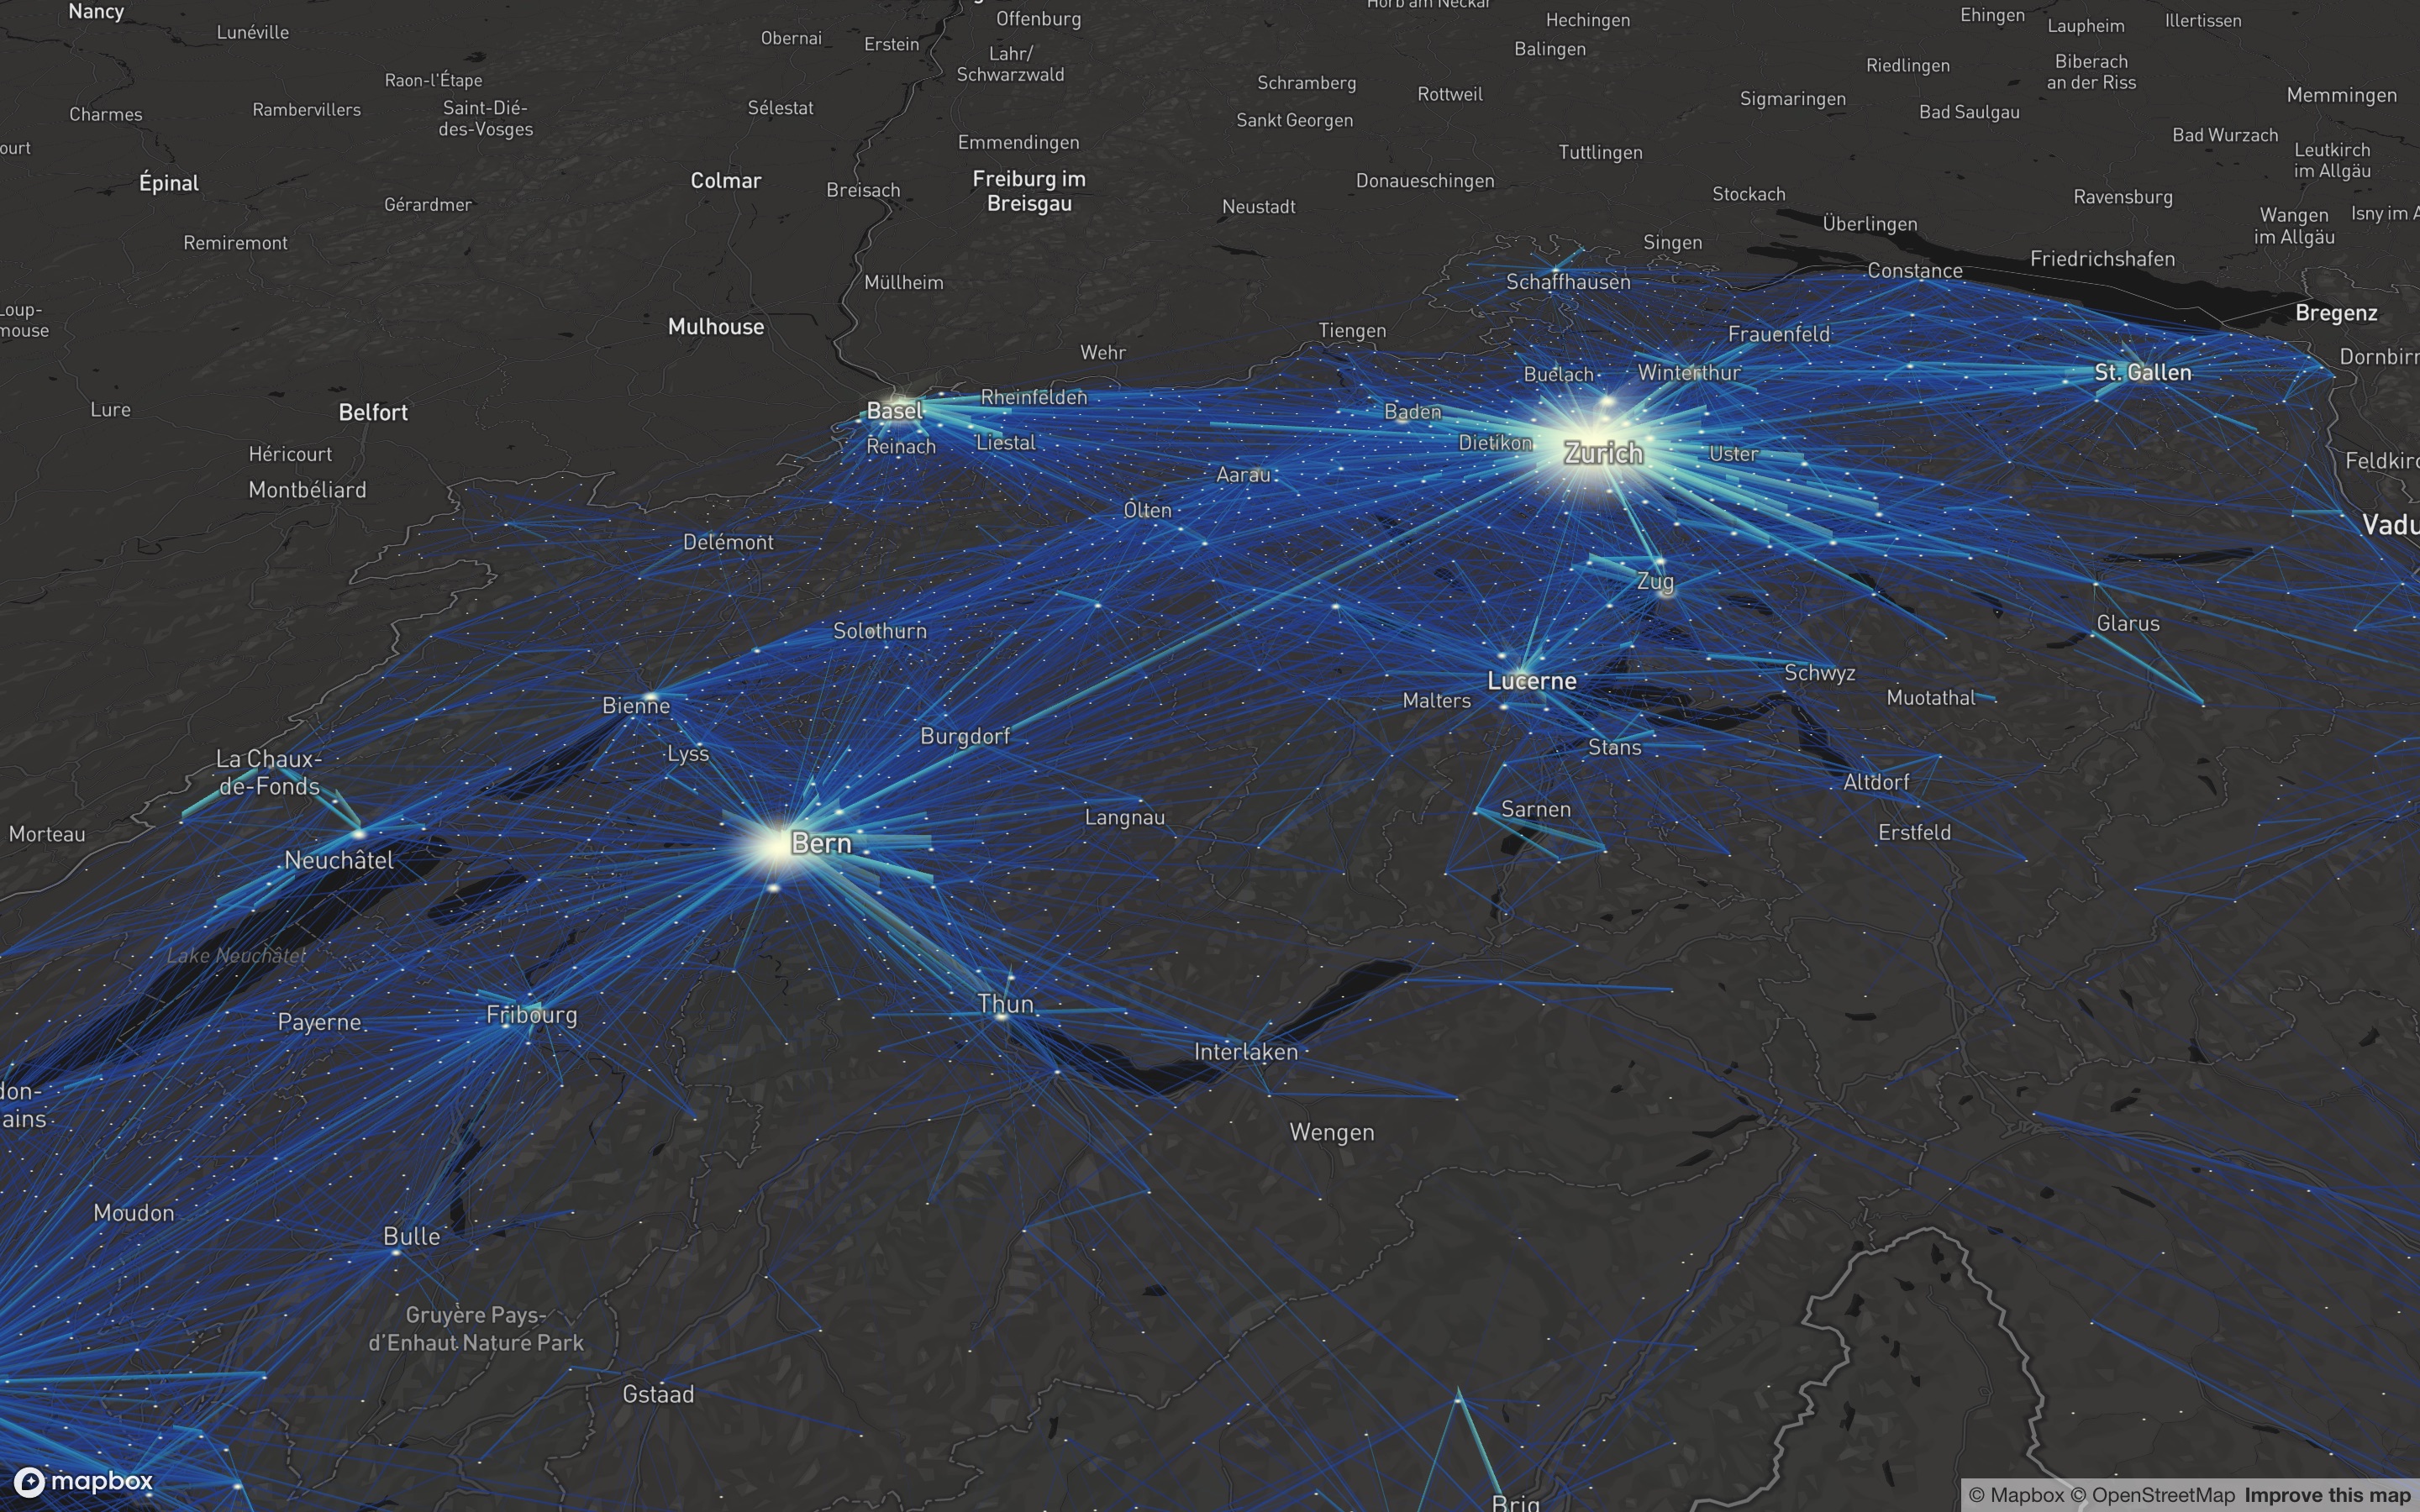 Nancy
Lunéville
Offenburg
Horb am Neckar
Hechingen
Ehingen
Laupheim
Illertissen
Obernai
Erstein
Lahr/
Schwarzwald
Balingen
Riedlingen
Biberach
an der Riss
Raon-l'Étape
Charmes
Rambervillers
Saint-Dié-
des-Vosges
Sélestat
Schramberg
Rottweil
Sigmaringen
Bad Saulgau
Memmingen
Sankt Georgen
Emmendingen
Tuttlingen
Bad Wurzach
Leutkirch
im Allgäu
ourt
Épinal
Colmar
Breisach
Freiburg im
Breisgau
Donaueschingen
Stockach
Ravensburg
Gérardmer
Neustadt
Überlingen
Wangen
im Allgäu
Isny im A
Remiremont
Singen
Friedrichshafen
Müllheim
Schaffhausen
Constance
Loup-
mouse
Mulhouse
Tiengen
Frauenfeld
Bregenz
Wehr
Dornbirn
Buelach
Winterthur
St. Gallen
Lure
Belfort
Basel
Rheinfelden
Baden
Reinach
Liestal
Dietikon
Zurich
Uster
Héricourt
Feldkirc
Montbéliard
Aarau
Olten
Vadu
Delémont
Zug
Solothurn
Glarus
Bienne
Lucerne
Schwyz
Malters
Muotathal
Lyss
Burgdorf
Stans
La Chaux-
de-Fonds
Altdorf
Morteau
Neuchâtel
Bern
Langnau
Sarnen
Erstfeld
Lake Neuchâtel
Payerne
Fribourg
Thun
Interlaken
don-
ains
Wengen
Moudon
Bulle
Gruyère Pays-
d'Enhaut Nature Park
Gstaad
mapbox
Brig
© Mapbox © OpenStreetMap Improve this map